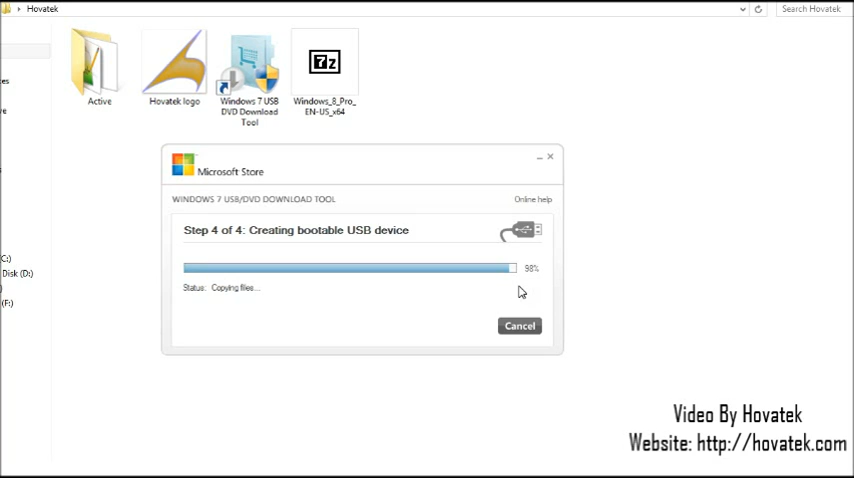 Hovatek
Search Hovatek
Active
Hovatek logo
Windows 7 USB
DVD Download
Tool
7z
Windows_8_Pro_
EN-US_x64
Microsoft Store
WINDOWS 7 USB/DVD DOWNLOAD TOOL
Online help
Step 4 of 4: Creating bootable USB device
98%
Status: Copying files...
Cancel
C:)
Disk (D:)
(F:)
Video By Hovatek
Website: http://hovatek.com